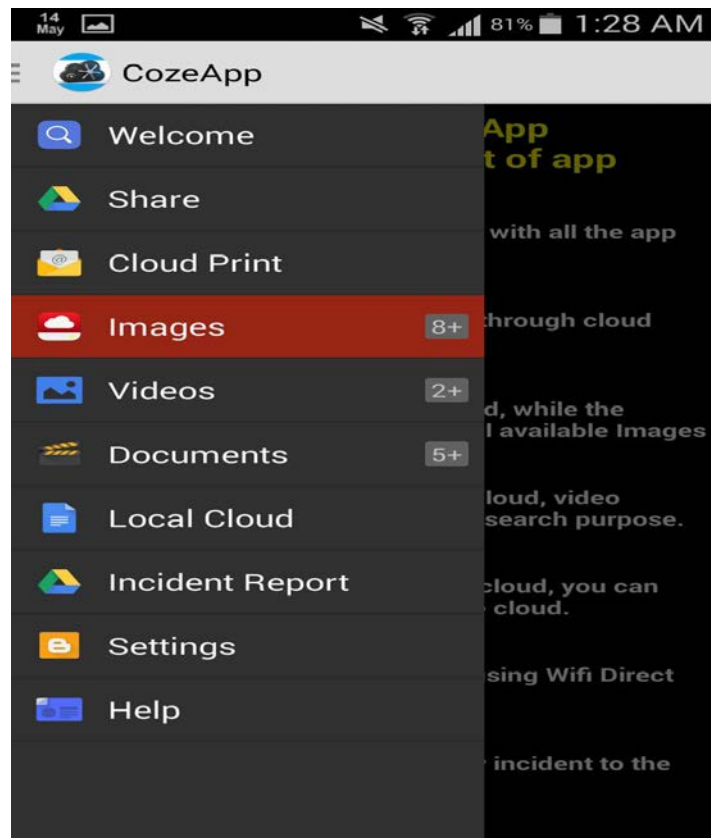 14
May
81% 1:28 AM
CozeApp
Welcome
Share
Cloud Print
Images 8+
Videos 2+
Documents 5+
Local Cloud
Incident Report
Settings
Help
App
t of app
with all the app
through cloud
d, while the
l available Images
loud, video
search purpose.
cloud, you can
cloud.
sing Wifi Direct
incident to the